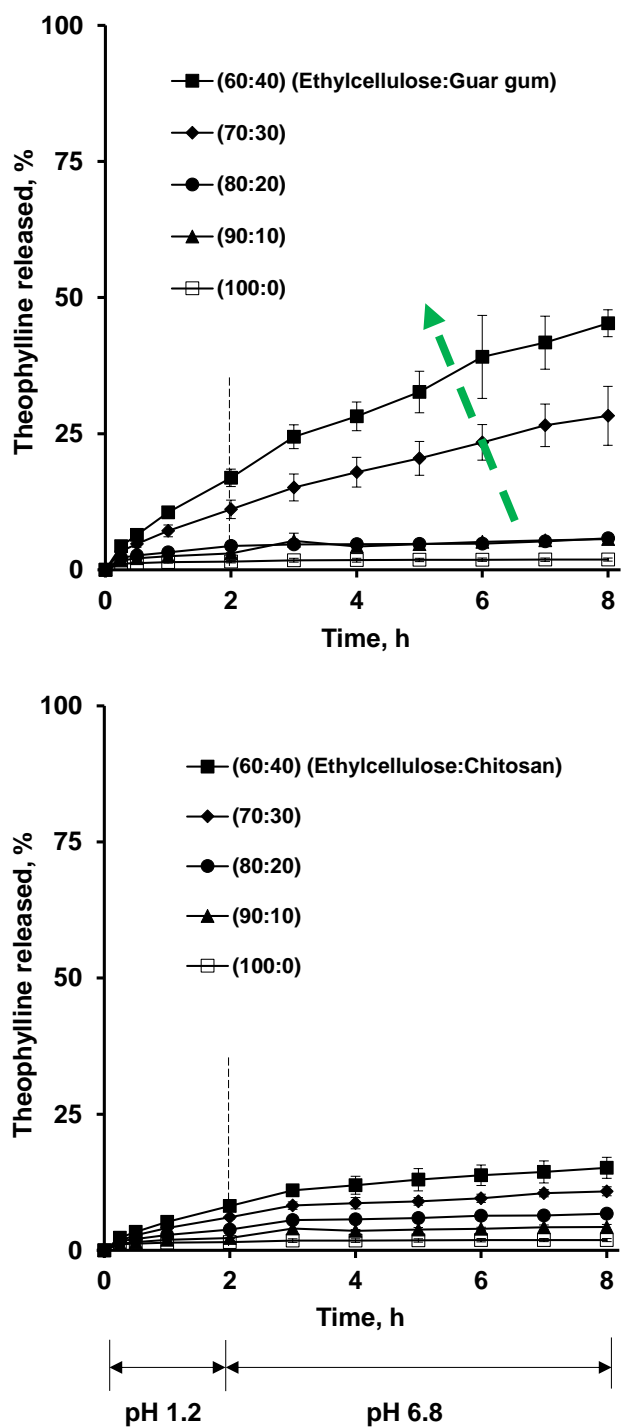 100
75
50
25
0
Theophylline released, %
(60:40) (Ethylcellulose:Guar gum)
(70:30)
(80:20)
(90:10)
(100:0)
0 2 4 6 8
Time, h
100
75
50
25
0
Theophylline released, %
(60:40) (Ethylcellulose:Chitosan)
(70:30)
(80:20)
(90:10)
(100:0)
0 2 4 6 8
Time, h
pH 1.2 pH 6.8